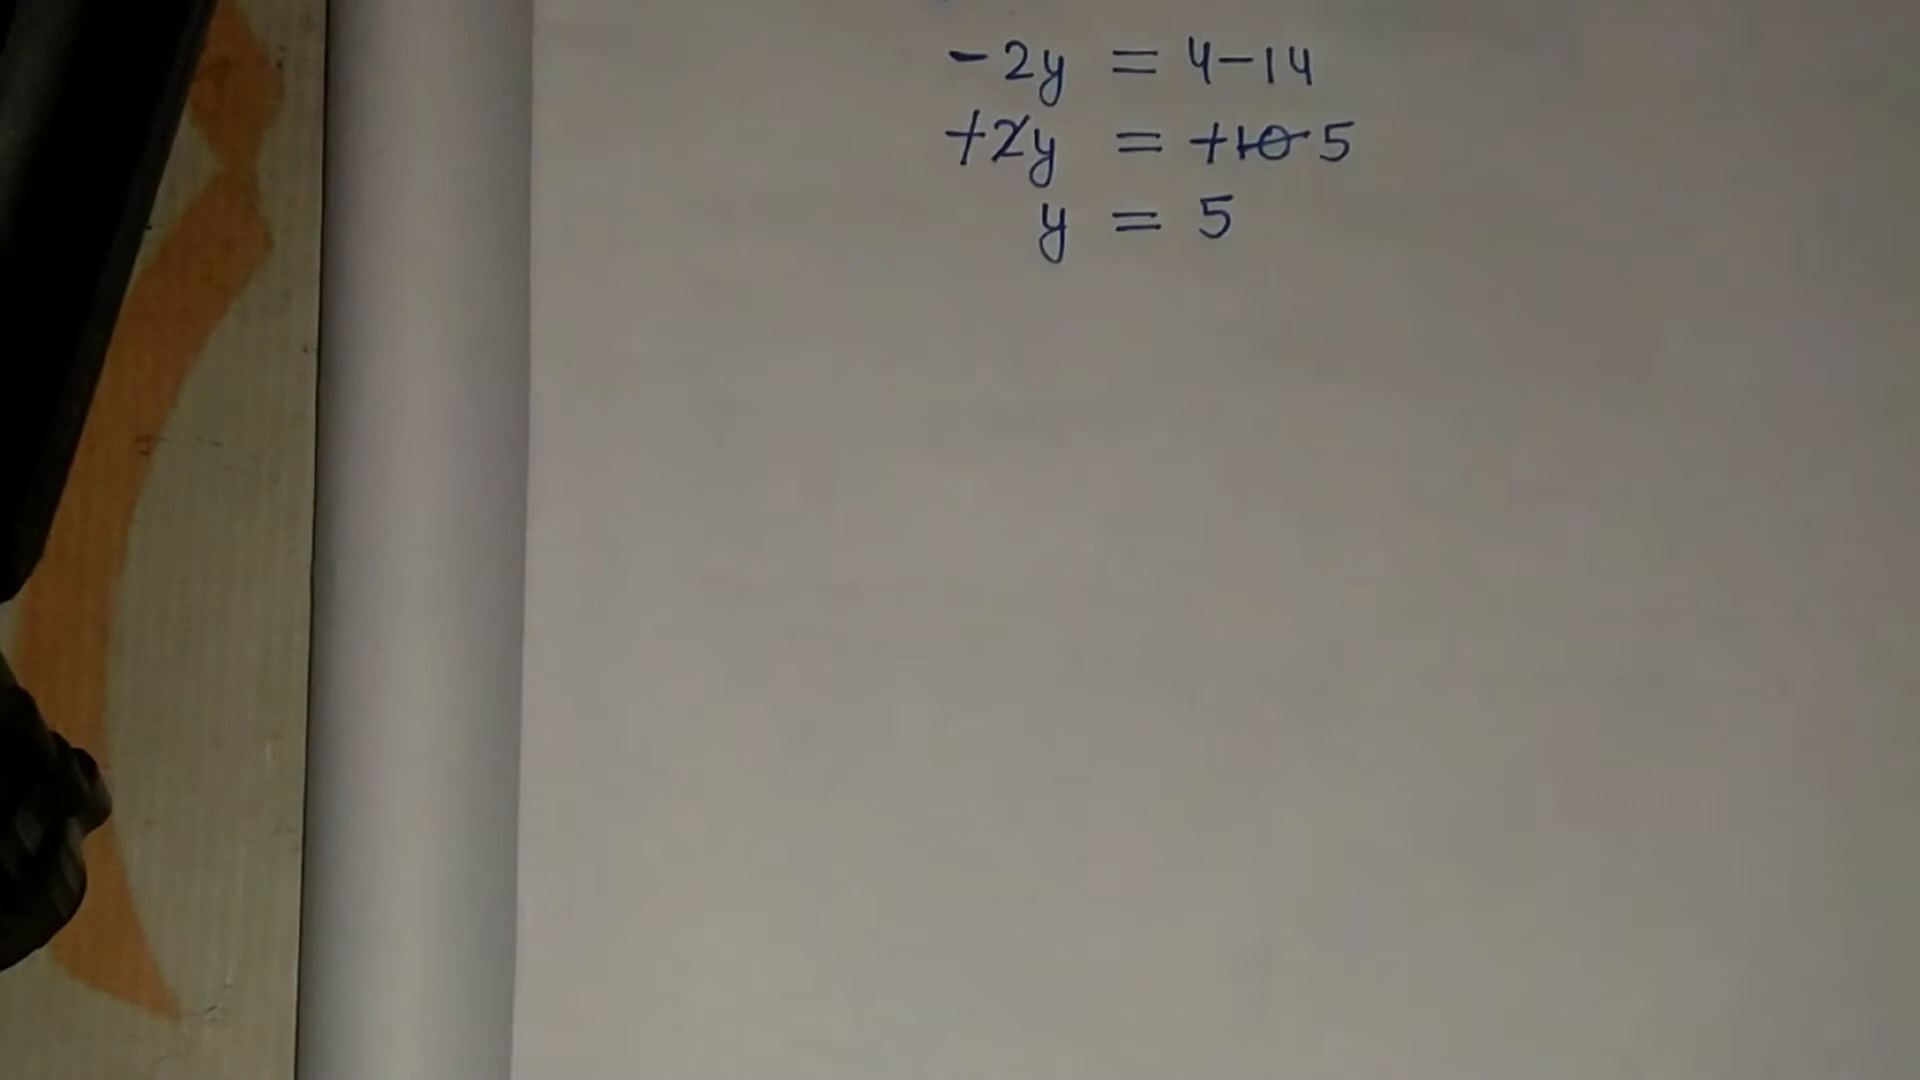 -2y = 4-14
+2y = +10 5
y = 5